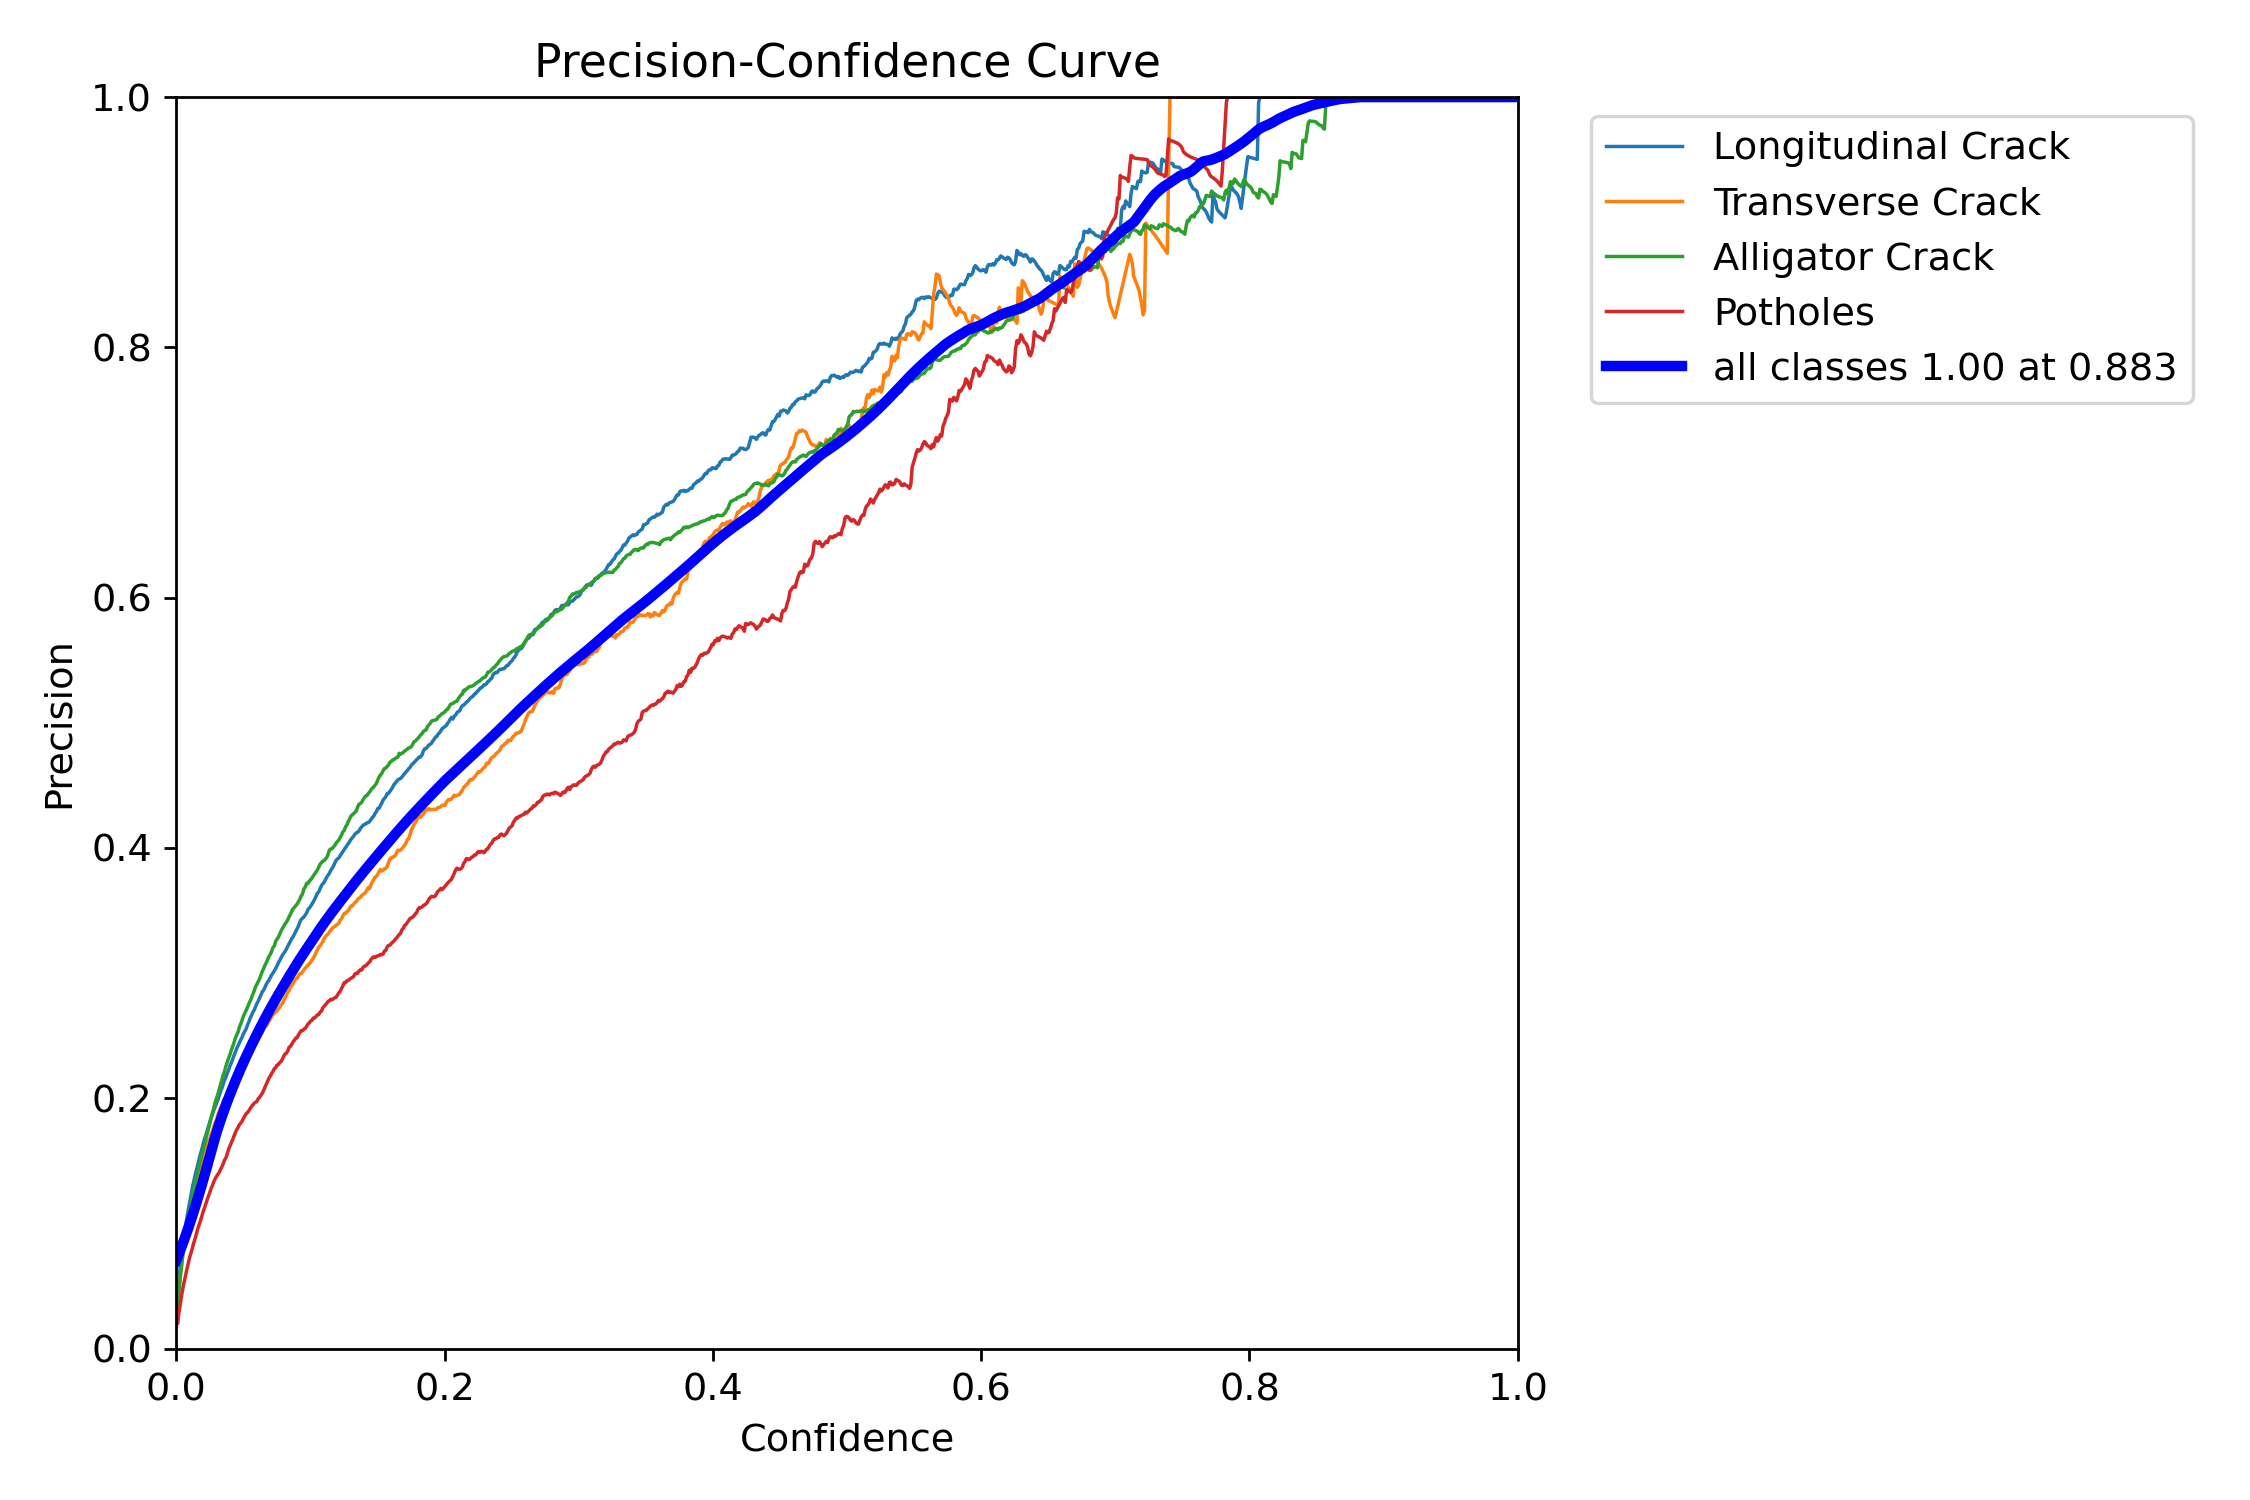 Precision-Confidence Curve
1.0
0.8
0.6
0.4
0.2
0.0
Precision
0.0 0.2 0.4 0.6 0.8 1.0
Confidence
Longitudinal Crack
Transverse Crack
Alligator Crack
Potholes
all classes 1.00 at 0.883